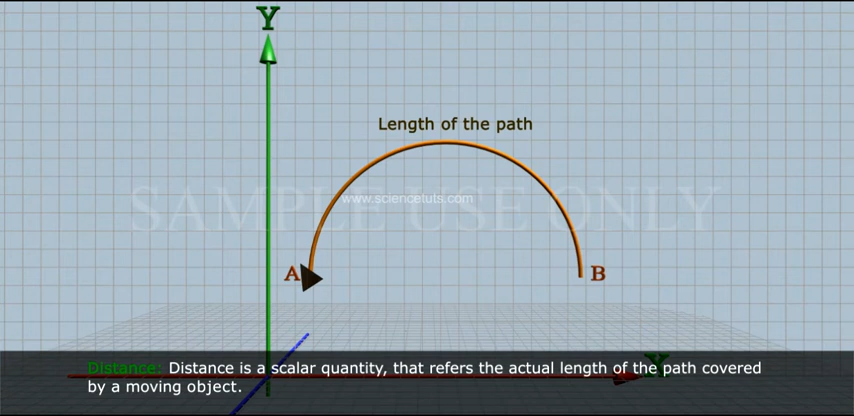 Y
Length of the path
SAMPLE USE ONLY
www.sciencetuts.com
A
B
X
Distance: Distance is a scalar quantity, that refers the actual length of the path covered
by a moving object.